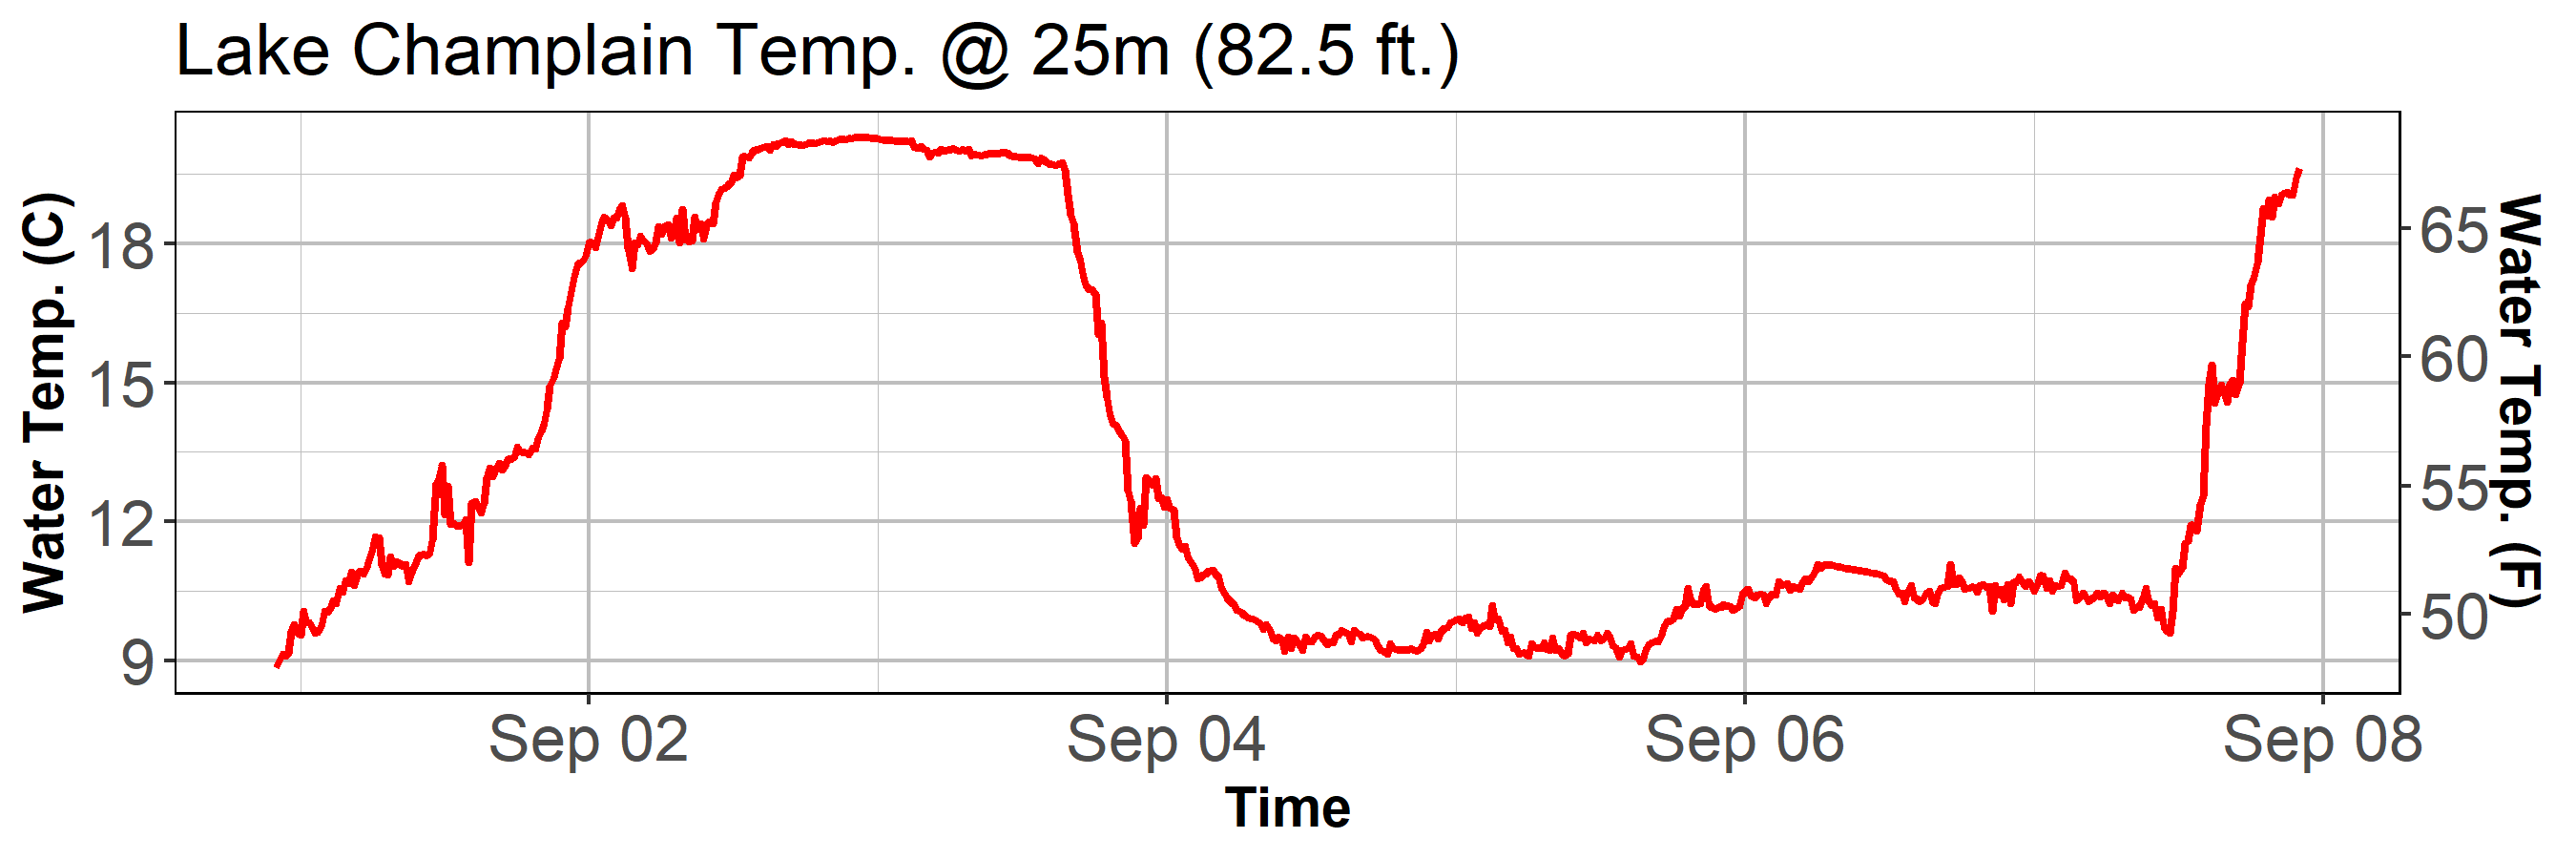 Lake Champlain Temp. @ 25m (82.5 ft.)
Water Temp. (C)
18
15
12
9
65
60
55
50
Water Temp. (F)
Sep 02
Sep 04
Sep 06
Sep 08
Time